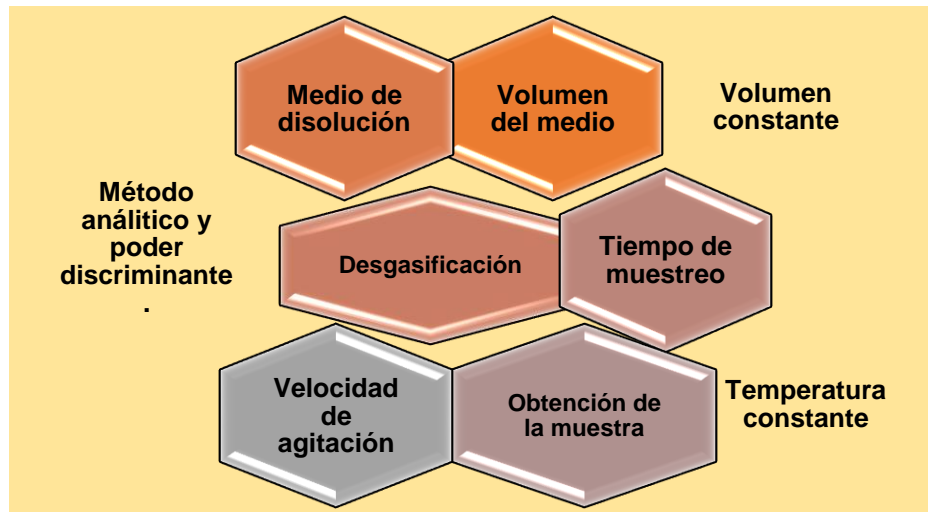 Medio de
disolución
Volumen
del medio
Volumen
constante
Método
análitico y
poder
discriminante
.
Desgasificación
Tiempo de
muestreo
Velocidad
de
agitación
Obtención de
la muestra
Temperatura
constante